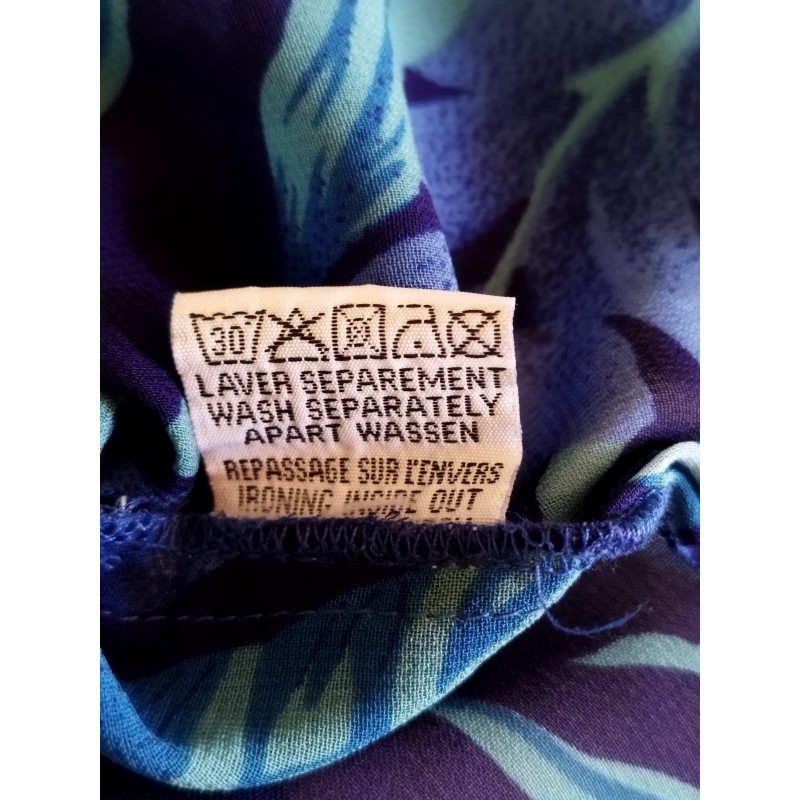 30
LAVER SEPAREMENT
WASH SEPARATELY
APART WASSEN
REPASSAGE SUR L'ENVERS
IRONING INSIDE OUT